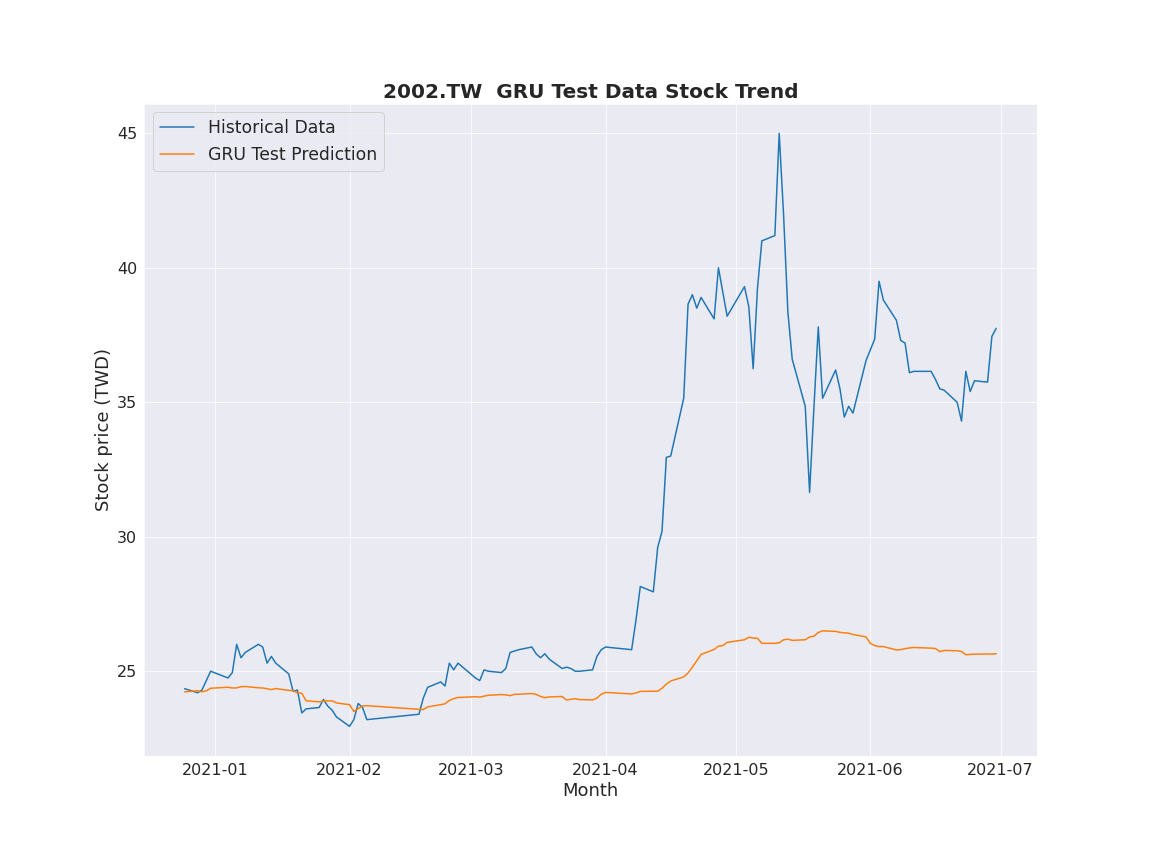 2002.TW  GRU Test Data Stock Trend
Historical Data
GRU Test Prediction
45
40
35
30
25
Stock price (TWD)
2021-01 2021-02 2021-03 2021-04 2021-05 2021-06 2021-07
Month